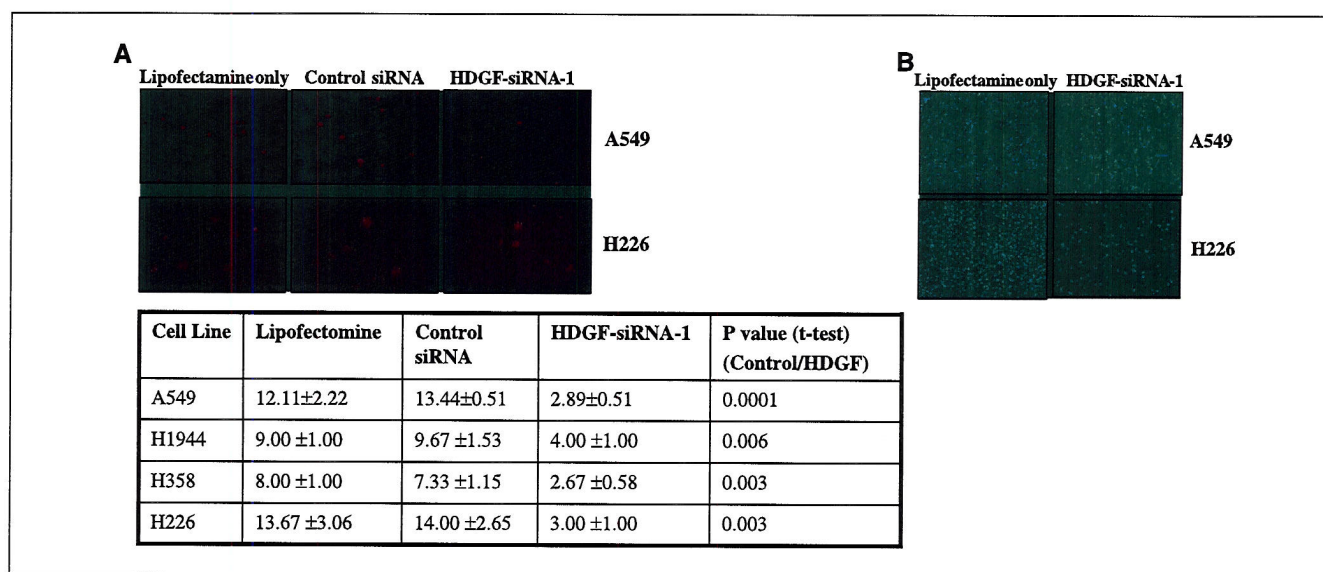 A
Lipofectamine only Control siRNA HDGF-siRNA-1
A549
H226
B
Lipofectamine only HDGF-siRNA-1
A549
H226
Cell Line Lipofectomine Control siRNA HDGF-siRNA-1 P value (t-test) (Control/HDGF)
A549 12.11±2.22 13.44±0.51 2.89±0.51 0.0001
H1944 9.00 ±1.00 9.67 ±1.53 4.00 ±1.00 0.006
H358 8.00 ±1.00 7.33 ±1.15 2.67 ±0.58 0.003
H226 13.67 ±3.06 14.00 ±2.65 3.00 ±1.00 0.003